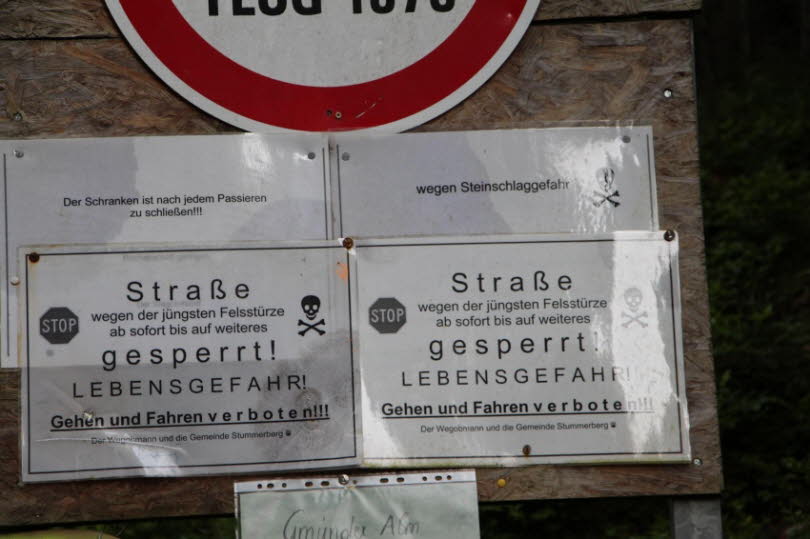 Der Schranken ist nach jedem Passieren
zu schließen!!!
wegen Steinschlaggefahr
Straße
STOP
wegen der jüngsten Felsstürze
ab sofort bis auf weiteres
gesperrt!
LEBENSGEFAHR!
Gehen und Fahren verboten!!!
Der Wegobmann und die Gemeinde Stummerberg
Straße
STOP
wegen der jüngsten Felsstürze
ab sofort bis auf weiteres
gesperrt!
LEBENSGEFAHR!
Gehen und Fahren verboten!!!
Der Wegobmann und die Gemeinde Stummerberg
Gmünder Alm